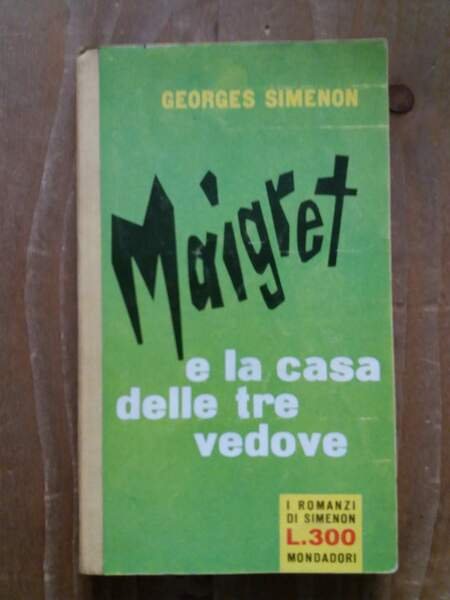 GEORGES SIMENON
Maigret
e la casa
delle tre
vedove
I ROMANZI
DI SIMENON
L.300
MONDADORI